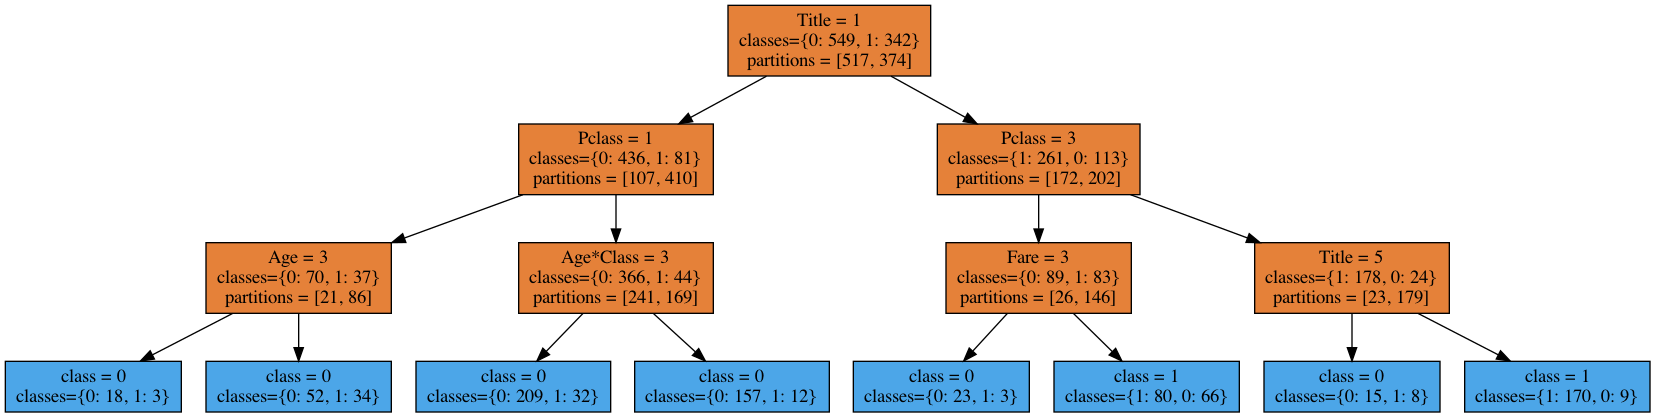 Title = 1
classes={0: 549, 1: 342}
partitions = [517, 374]
Pclass = 1
classes={0: 436, 1: 81}
partitions = [107, 410]
Pclass = 3
classes={1: 261, 0: 113}
partitions = [172, 202]
Age = 3
classes={0: 70, 1: 37}
partitions = [21, 86]
Age*Class = 3
classes={0: 366, 1: 44}
partitions = [241, 169]
Fare = 3
classes={0: 89, 1: 83}
partitions = [26, 146]
Title = 5
classes={1: 178, 0: 24}
partitions = [23, 179]
class = 0
classes={0: 18, 1: 3}
class = 0
classes={0: 52, 1: 34}
class = 0
classes={0: 209, 1: 32}
class = 0
classes={0: 157, 1: 12}
class = 0
classes={0: 23, 1: 3}
class = 1
classes={1: 80, 0: 66}
class = 0
classes={0: 15, 1: 8}
class = 1
classes={1: 170, 0: 9}